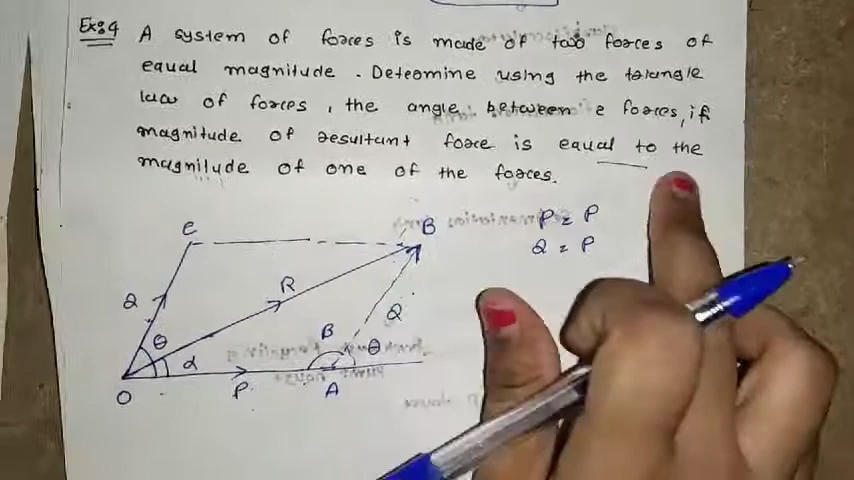 Ex:4 A system of forces is made of two forces of
equal magnitude. Determine using the triangle
law of forces, the angle between e forces, if
magnitude of resultant force is equal to the
magnitude of one of the forces.
P = P
Q = P
C
B
Q
R
Q
θ
α
B
θ
O
P
A